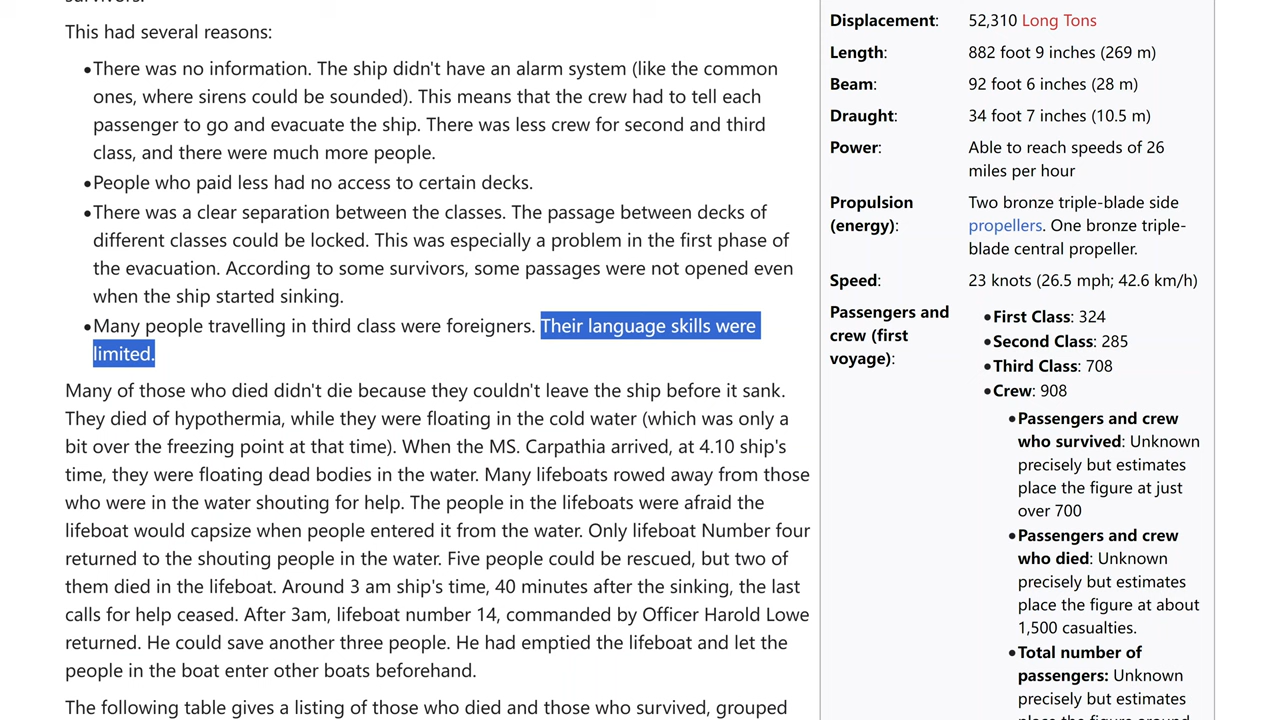 This had several reasons:
•There was no information. The ship didn't have an alarm system (like the common
ones, where sirens could be sounded). This means that the crew had to tell each
passenger to go and evacuate the ship. There was less crew for second and third
class, and there were much more people.
•People who paid less had no access to certain decks.
•There was a clear separation between the classes. The passage between decks of
different classes could be locked. This was especially a problem in the first phase of
the evacuation. According to some survivors, some passages were not opened even
when the ship started sinking.
•Many people travelling in third class were foreigners. Their language skills were
limited.
Many of those who died didn't die because they couldn't leave the ship before it sank.
They died of hypothermia, while they were floating in the cold water (which was only a
bit over the freezing point at that time). When the MS. Carpathia arrived, at 4.10 ship's
time, they were floating dead bodies in the water. Many lifeboats rowed away from those
who were in the water shouting for help. The people in the lifeboats were afraid the
lifeboat would capsize when people entered it from the water. Only lifeboat Number four
returned to the shouting people in the water. Five people could be rescued, but two of
them died in the lifeboat. Around 3 am ship's time, 40 minutes after the sinking, the last
calls for help ceased. After 3am, lifeboat number 14, commanded by Officer Harold Lowe
returned. He could save another three people. He had emptied the lifeboat and let the
people in the boat enter other boats beforehand.
The following table gives a listing of those who died and those who survived, grouped
Displacement: 52,310 Long Tons
Length: 882 foot 9 inches (269 m)
Beam: 92 foot 6 inches (28 m)
Draught: 34 foot 7 inches (10.5 m)
Power: Able to reach speeds of 26
miles per hour
Propulsion (energy): Two bronze triple-blade side
propellers. One bronze triple-
blade central propeller.
Speed: 23 knots (26.5 mph; 42.6 km/h)
Passengers and
crew (first
voyage):
•First Class: 324
•Second Class: 285
•Third Class: 708
•Crew: 908
•Passengers and crew
who survived: Unknown
precisely but estimates
place the figure at just
over 700
•Passengers and crew
who died: Unknown
precisely but estimates
place the figure at about
1,500 casualties.
•Total number of
passengers: Unknown
precisely but estimates